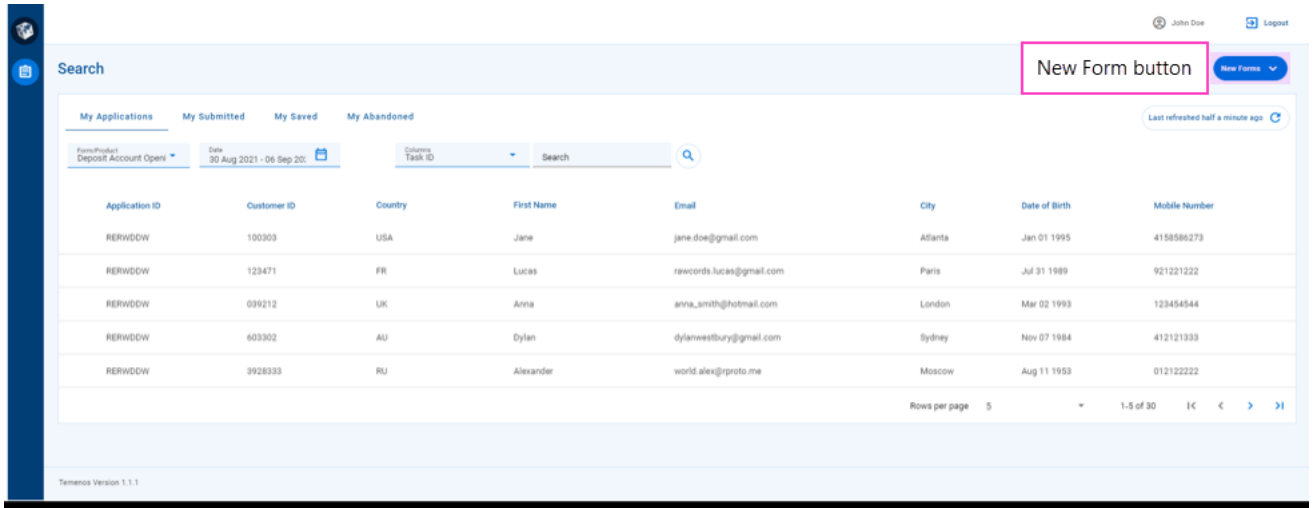 John Doe Logout
Search New Form button New Forms
My Applications My Submitted My Saved My Abandoned Last refreshed half a minute ago
Form/Product Date Columns
Deposit Account Openi 30 Aug 2021 - 06 Sep 202 Task ID Search
Application ID Customer ID Country First Name Email City Date of Birth Mobile Number
RERWDDW 100303 USA Jane jane.doe@gmail.com Atlanta Jan 01 1995 4158586273
RERWDDW 123471 FR Lucas rawcords.lucas@gmail.com Paris Jul 31 1989 921221222
RERWDDW 039212 UK Anna anna_smith@hotmail.com London Mar 02 1993 123454544
RERWDDW 603302 AU Dylan dylanwestbury@gmail.com Sydney Nov 07 1984 412121333
RERWDDW 3928333 RU Alexander world.alex@rproto.me Moscow Aug 11 1953 012122222
Rows per page 5 1-5 of 30
Temenos Version 1.1.1